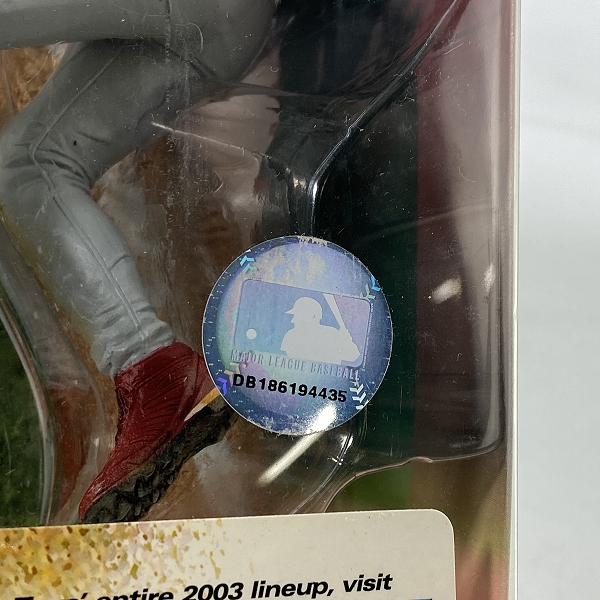 MAJOR LEAGUE BASEBALL
DB186194435
entire 2003 lineup, visit